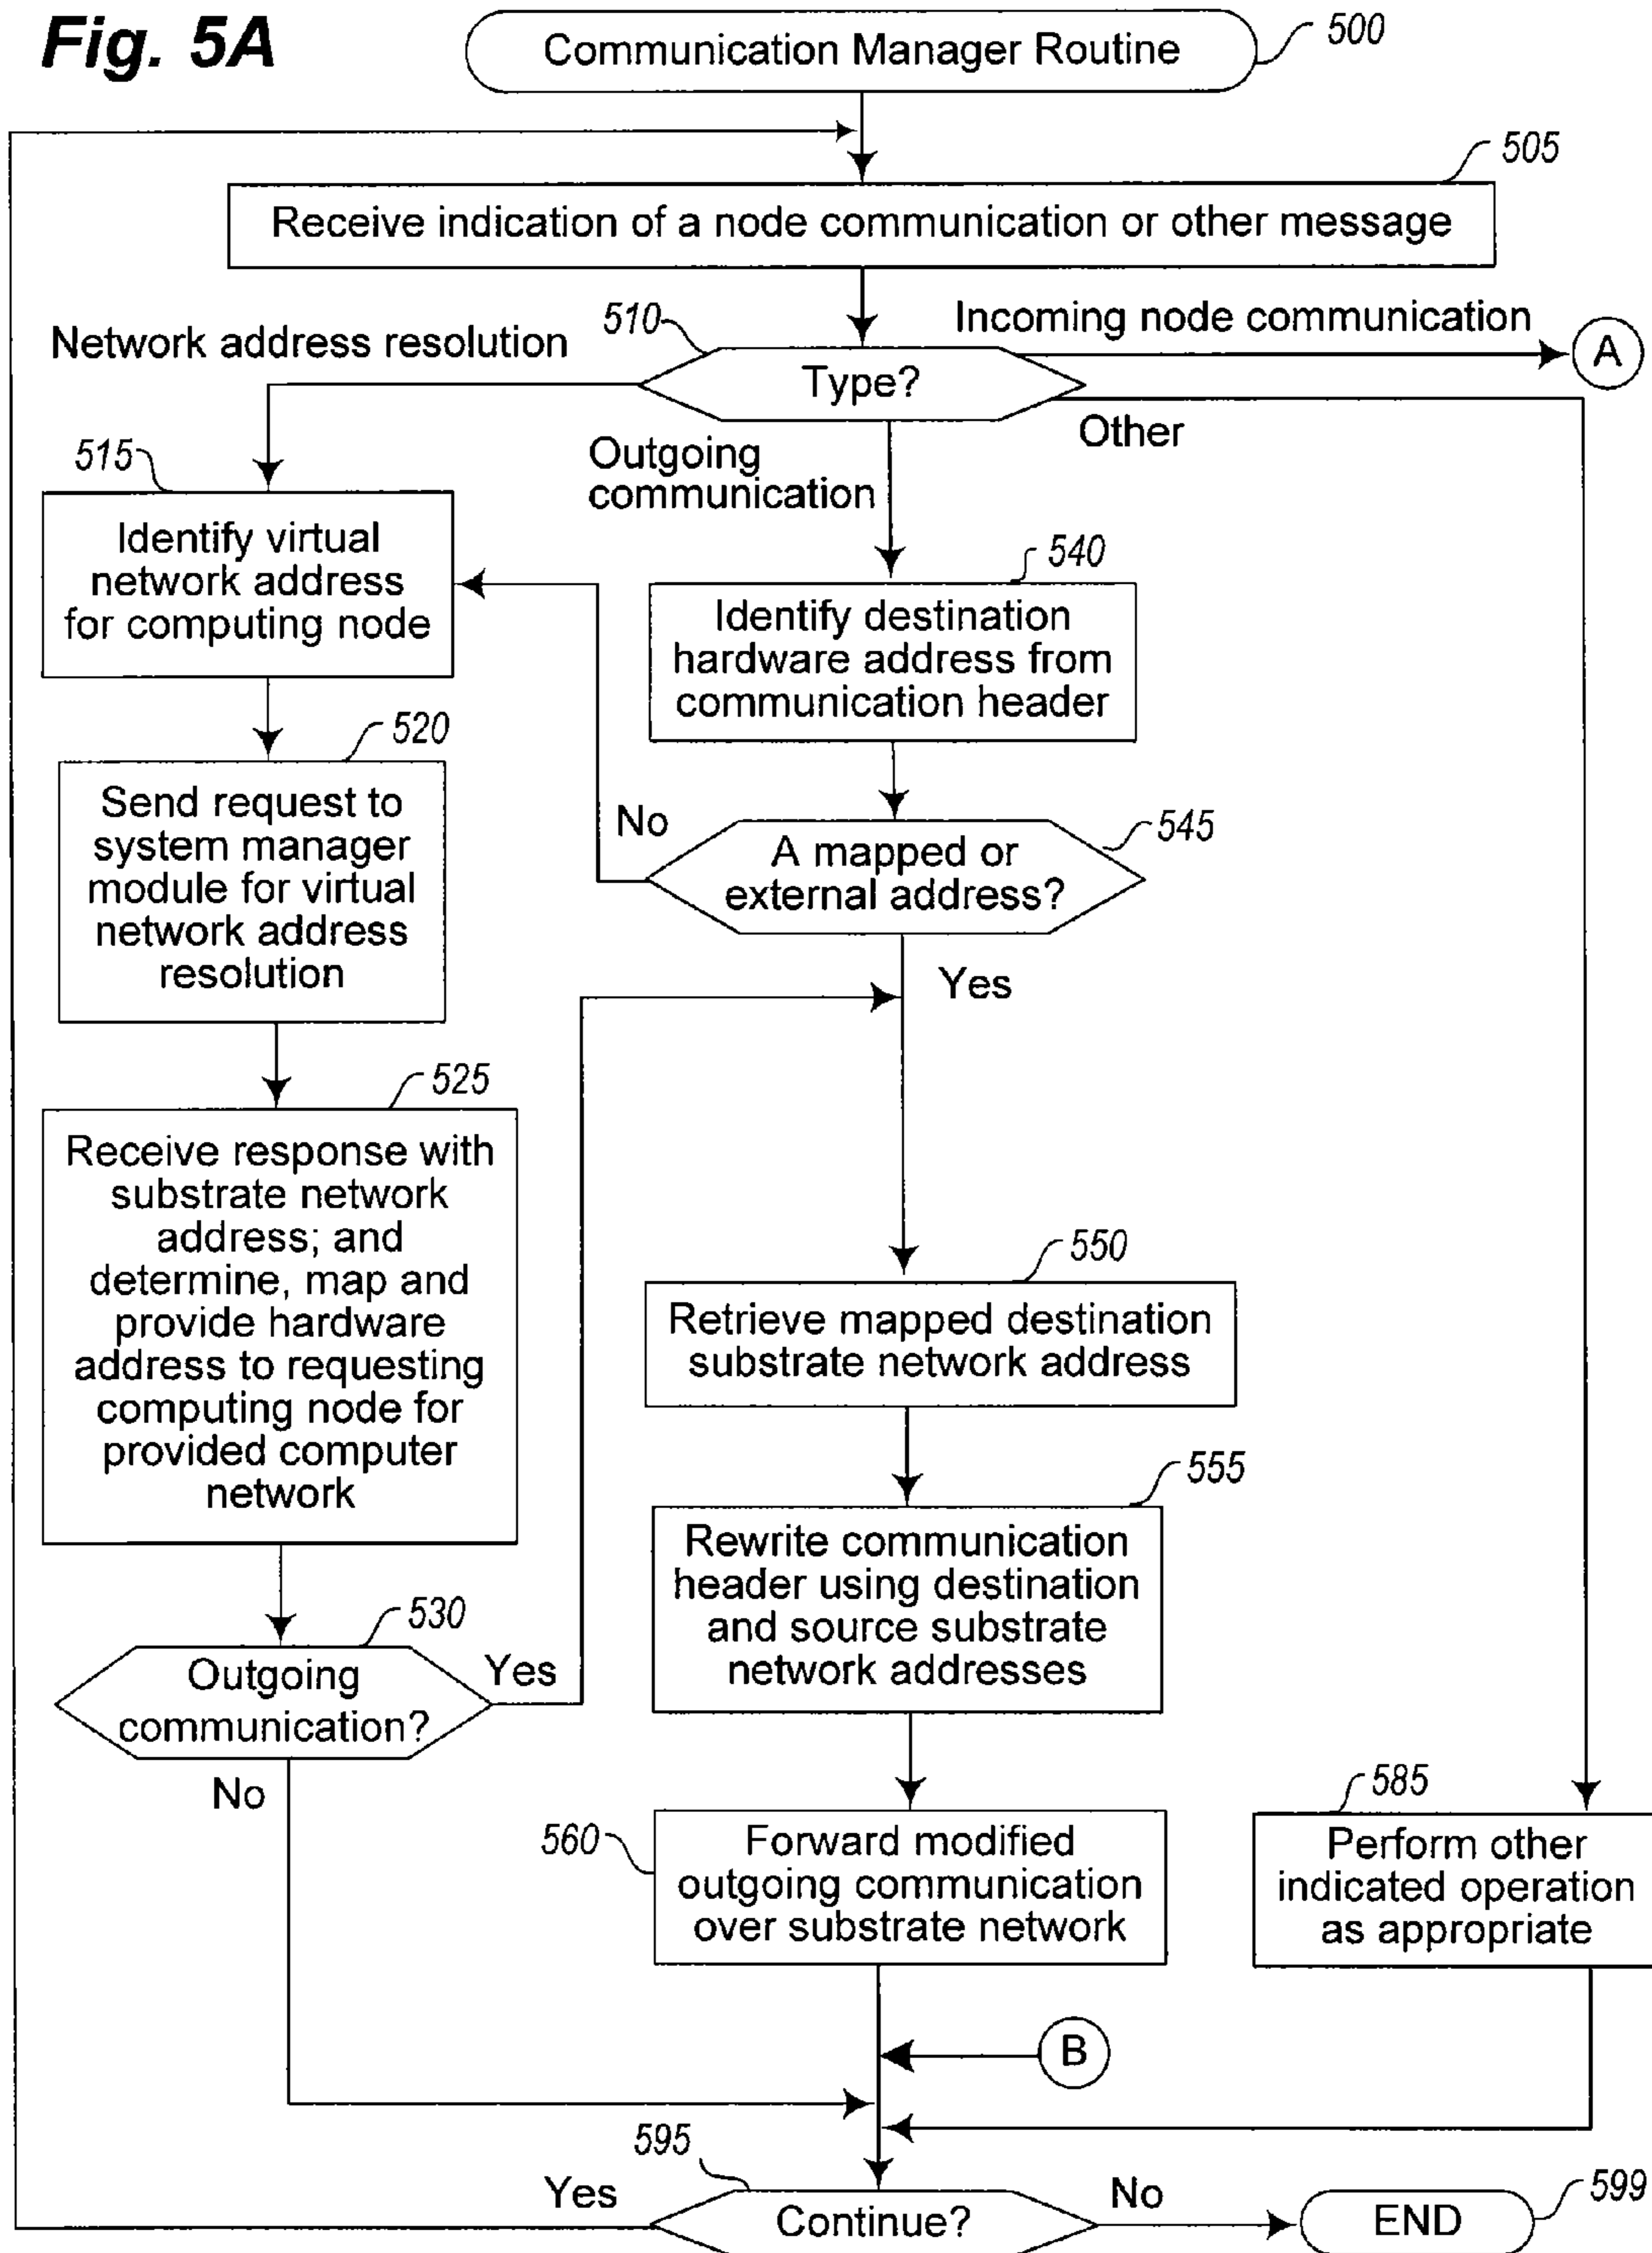 Fig. 5A
Communication Manager Routine
500
505
Receive indication of a node communication or other message
Network address resolution
510
Incoming node communication
A
Type?
Other
Outgoing
communication
515
Identify virtual
network address
for computing node
540
Identify destination
hardware address from
communication header
520
Send request to
system manager
module for virtual
network address
resolution
No
545
A mapped or
external address?
Yes
525
Receive response with
substrate network
address; and
determine, map and
provide hardware
address to requesting
computing node for
provided computer
network
550
Retrieve mapped destination
substrate network address
555
Rewrite communication
header using destination
and source substrate
network addresses
530
Outgoing
communication?
Yes
No
560
Forward modified
outgoing communication
over substrate network
585
Perform other
indicated operation
as appropriate
B
595
Yes
Continue?
No
END
599